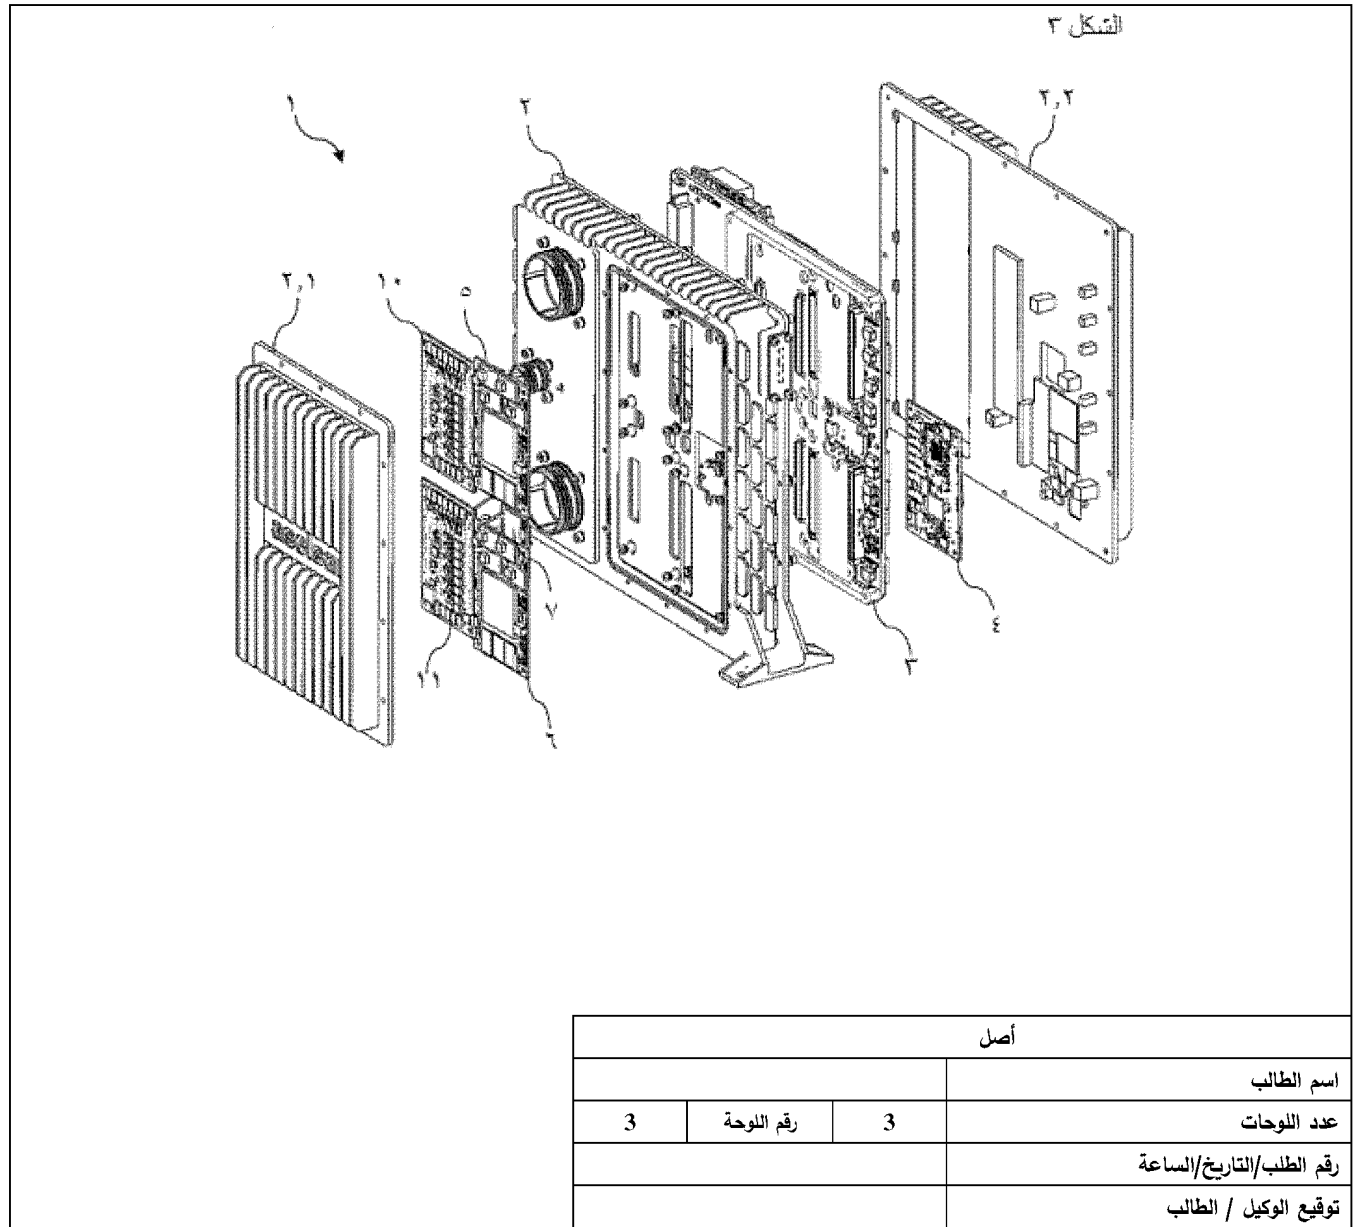 الشكل ٣
١
٢
٢,٢
٢,١
١٠
٥
٧
٤
٣
١١
٦
أصل
اسم الطالب
عدد اللوحات 3 رقم اللوحة 3
رقم الطلب/التاريخ/الساعة
توقيع الوكيل / الطالب